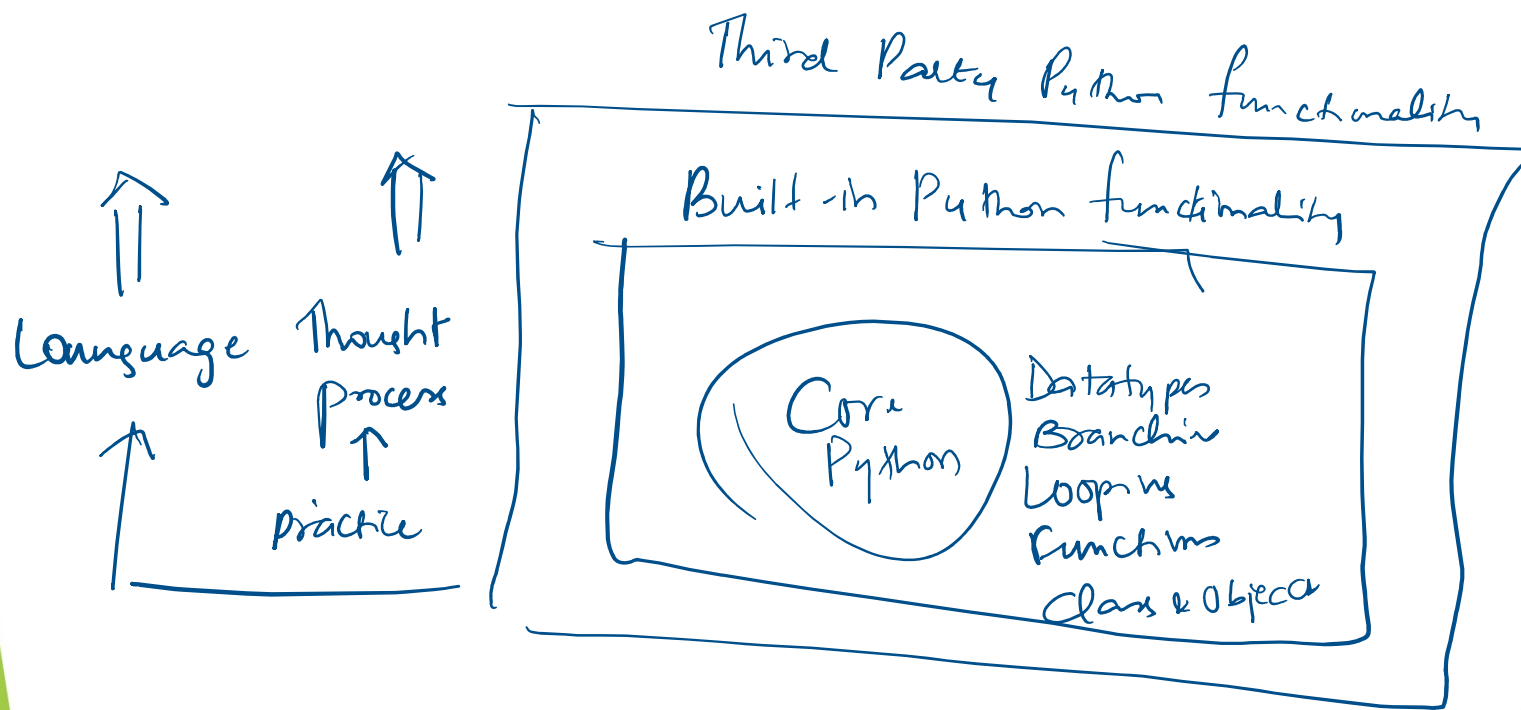 Third Party Python functionality
Built-in Python functionality
Language
Thought
process
practice
Core
Python
Datatypes
Branching
Looping
Functions
Class & Object